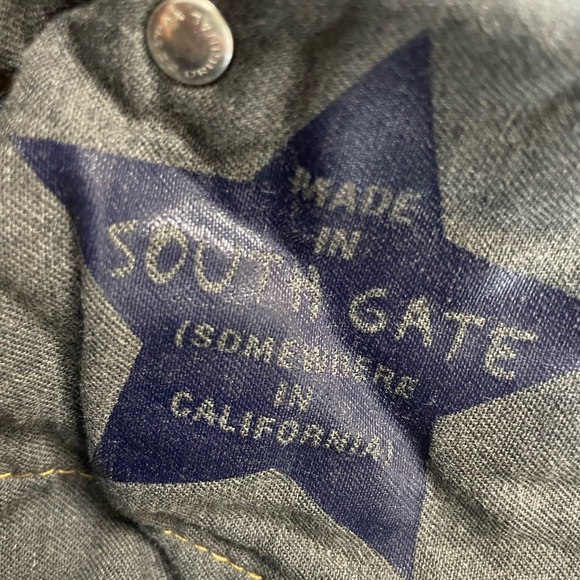 MADE
IN
SOUTH GATE
(SOMEWHERE
IN
CALIFORNIA)